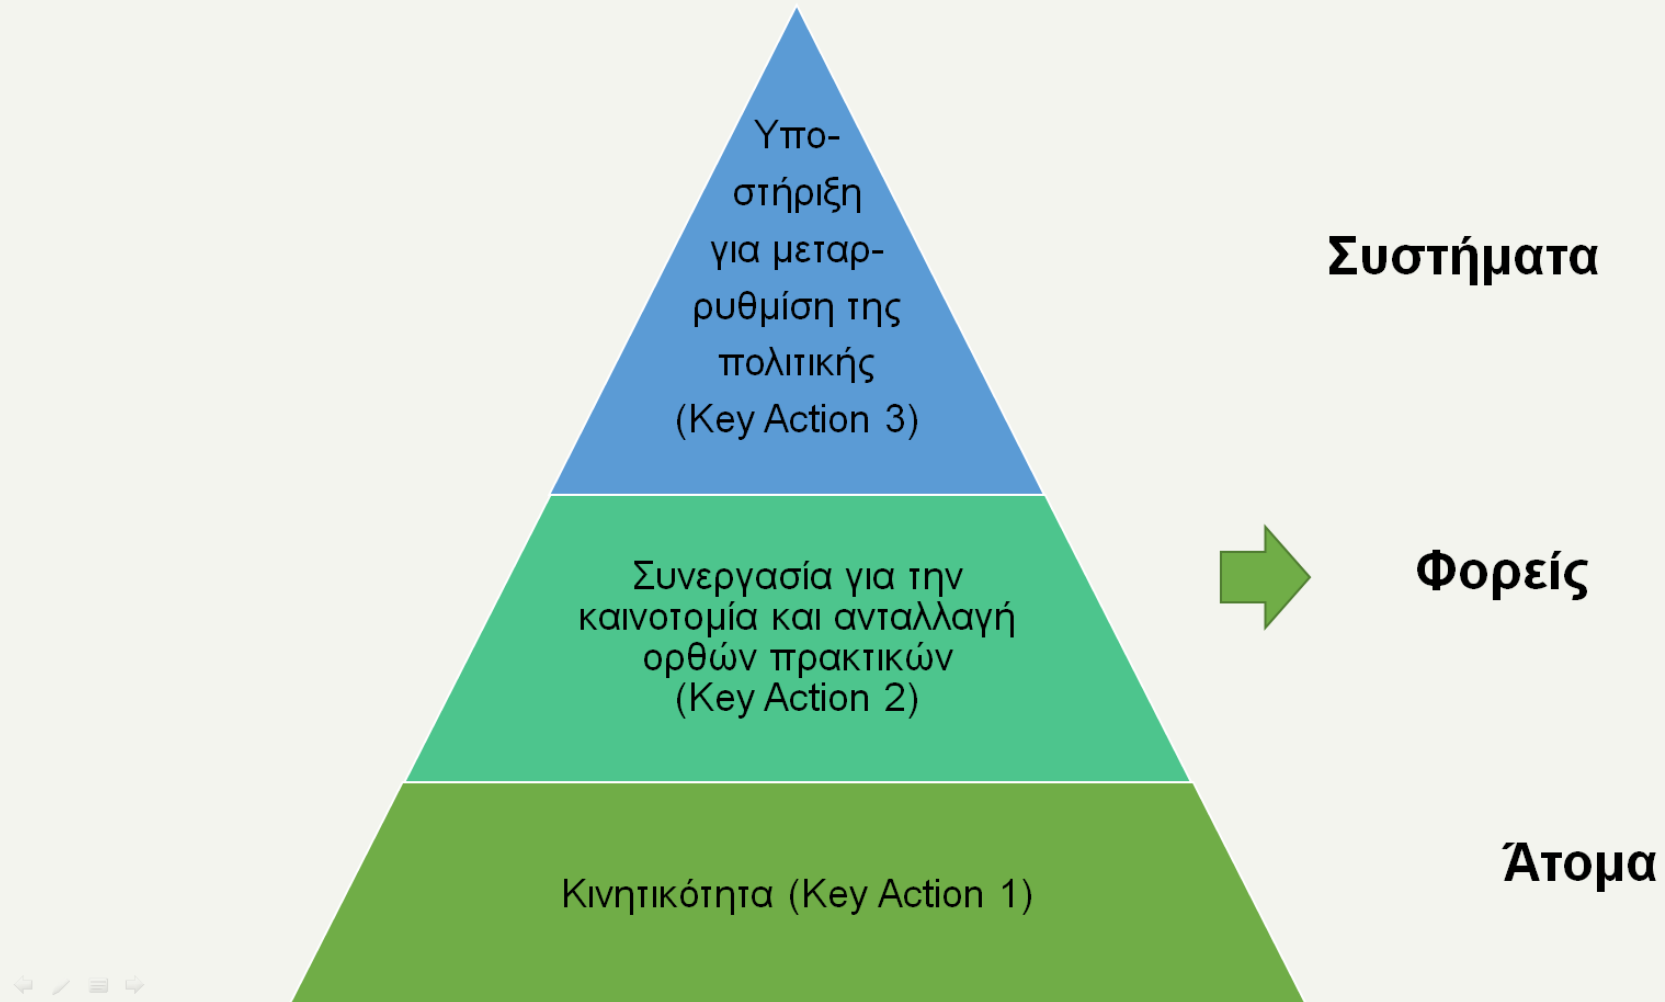 Υπο-
στήριξη
για μεταρ-
ρυθμίση της
πολιτικής
(Key Action 3)
Συστήματα
Συνεργασία για την
καινοτομία και ανταλλαγή
ορθών πρακτικών
(Key Action 2)
Φορείς
Κινητικότητα (Key Action 1)
Άτομα